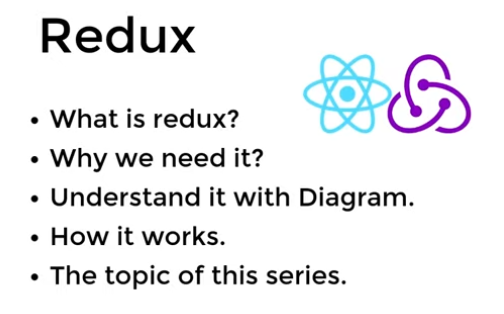 Redux
• What is redux?
• Why we need it?
• Understand it with Diagram.
• How it works.
• The topic of this series.